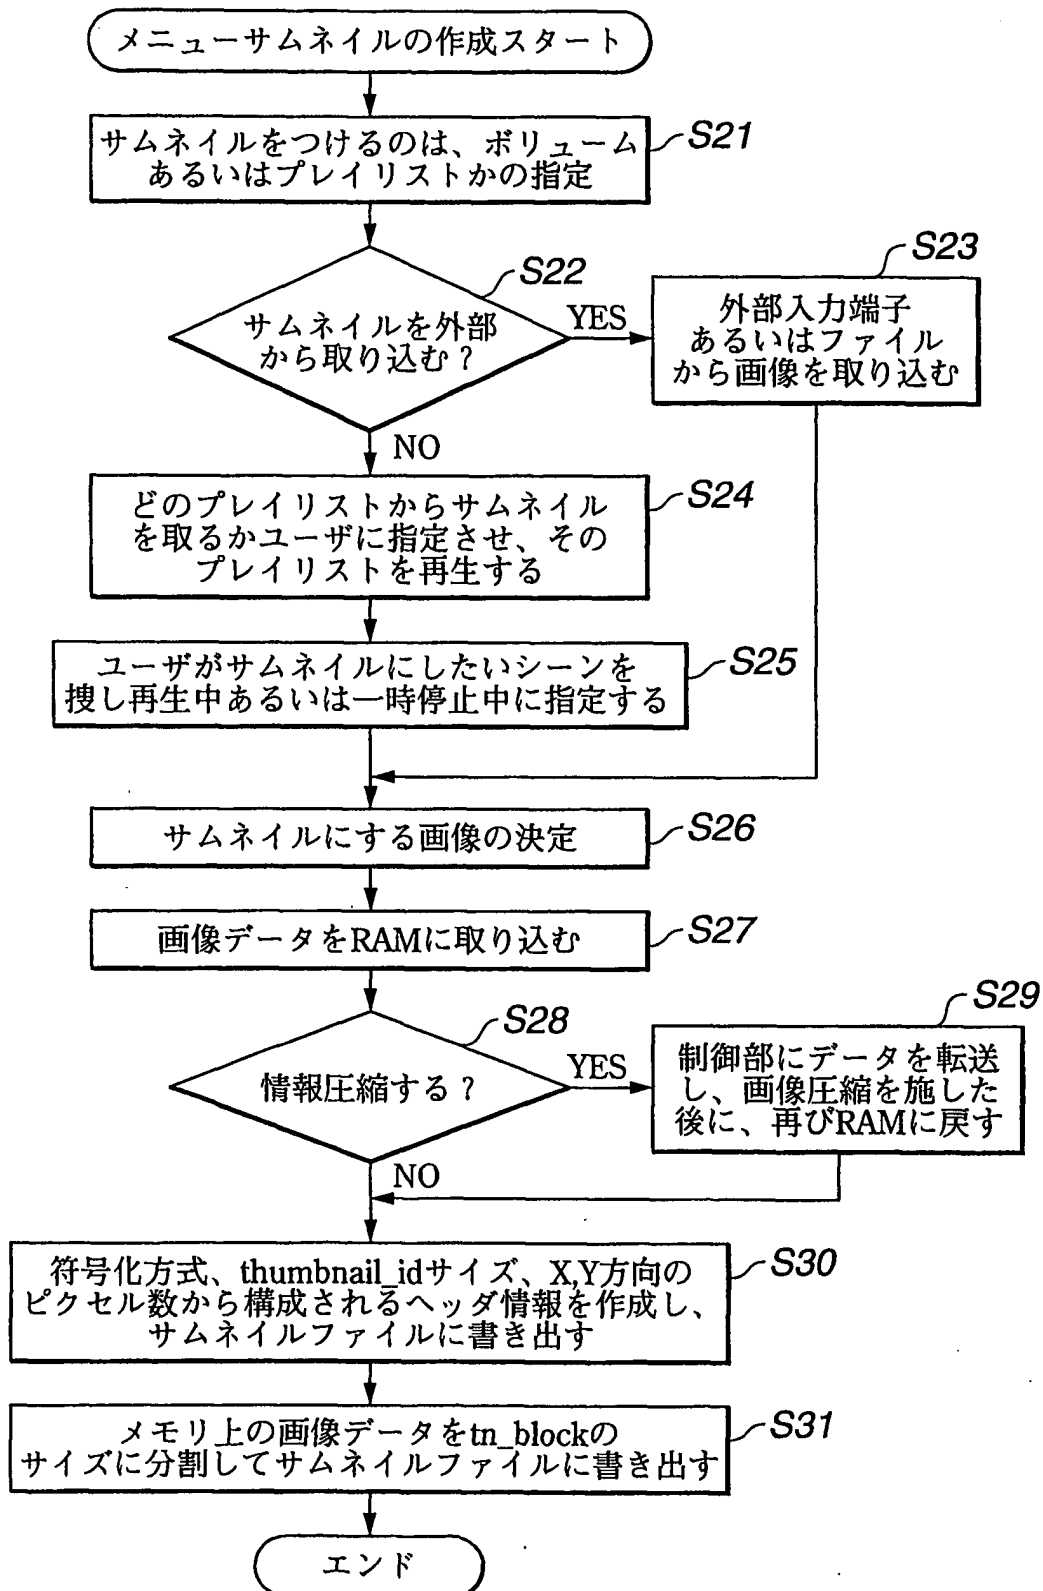 メニューサムネイルの作成スタート
サムネイルをつけるのは、ボリューム
あるいはプレイリストかの指定
S21
サムネイルを外部
から取り込む?
S22
YES
NO
外部入力端子
あるいはファイル
から画像を取り込む
S23
どのプレイリストからサムネイル
を取るかユーザに指定させ、その
プレイリストを再生する
S24
ユーザがサムネイルにしたいシーンを
捜し再生中あるいは一時停止中に指定する
S25
サムネイルにする画像の決定
S26
画像データをRAMに取り込む
S27
情報圧縮する?
S28
YES
NO
制御部にデータを転送
し、画像圧縮を施した
後に、再びRAMに戻す
S29
符号化方式、thumbnail_idサイズ、X,Y方向の
ピクセル数から構成されるヘッダ情報を作成し、
サムネイルファイルに書き出す
S30
メモリ上の画像データをtn_blockの
サイズに分割してサムネイルファイルに書き出す
S31
エンド